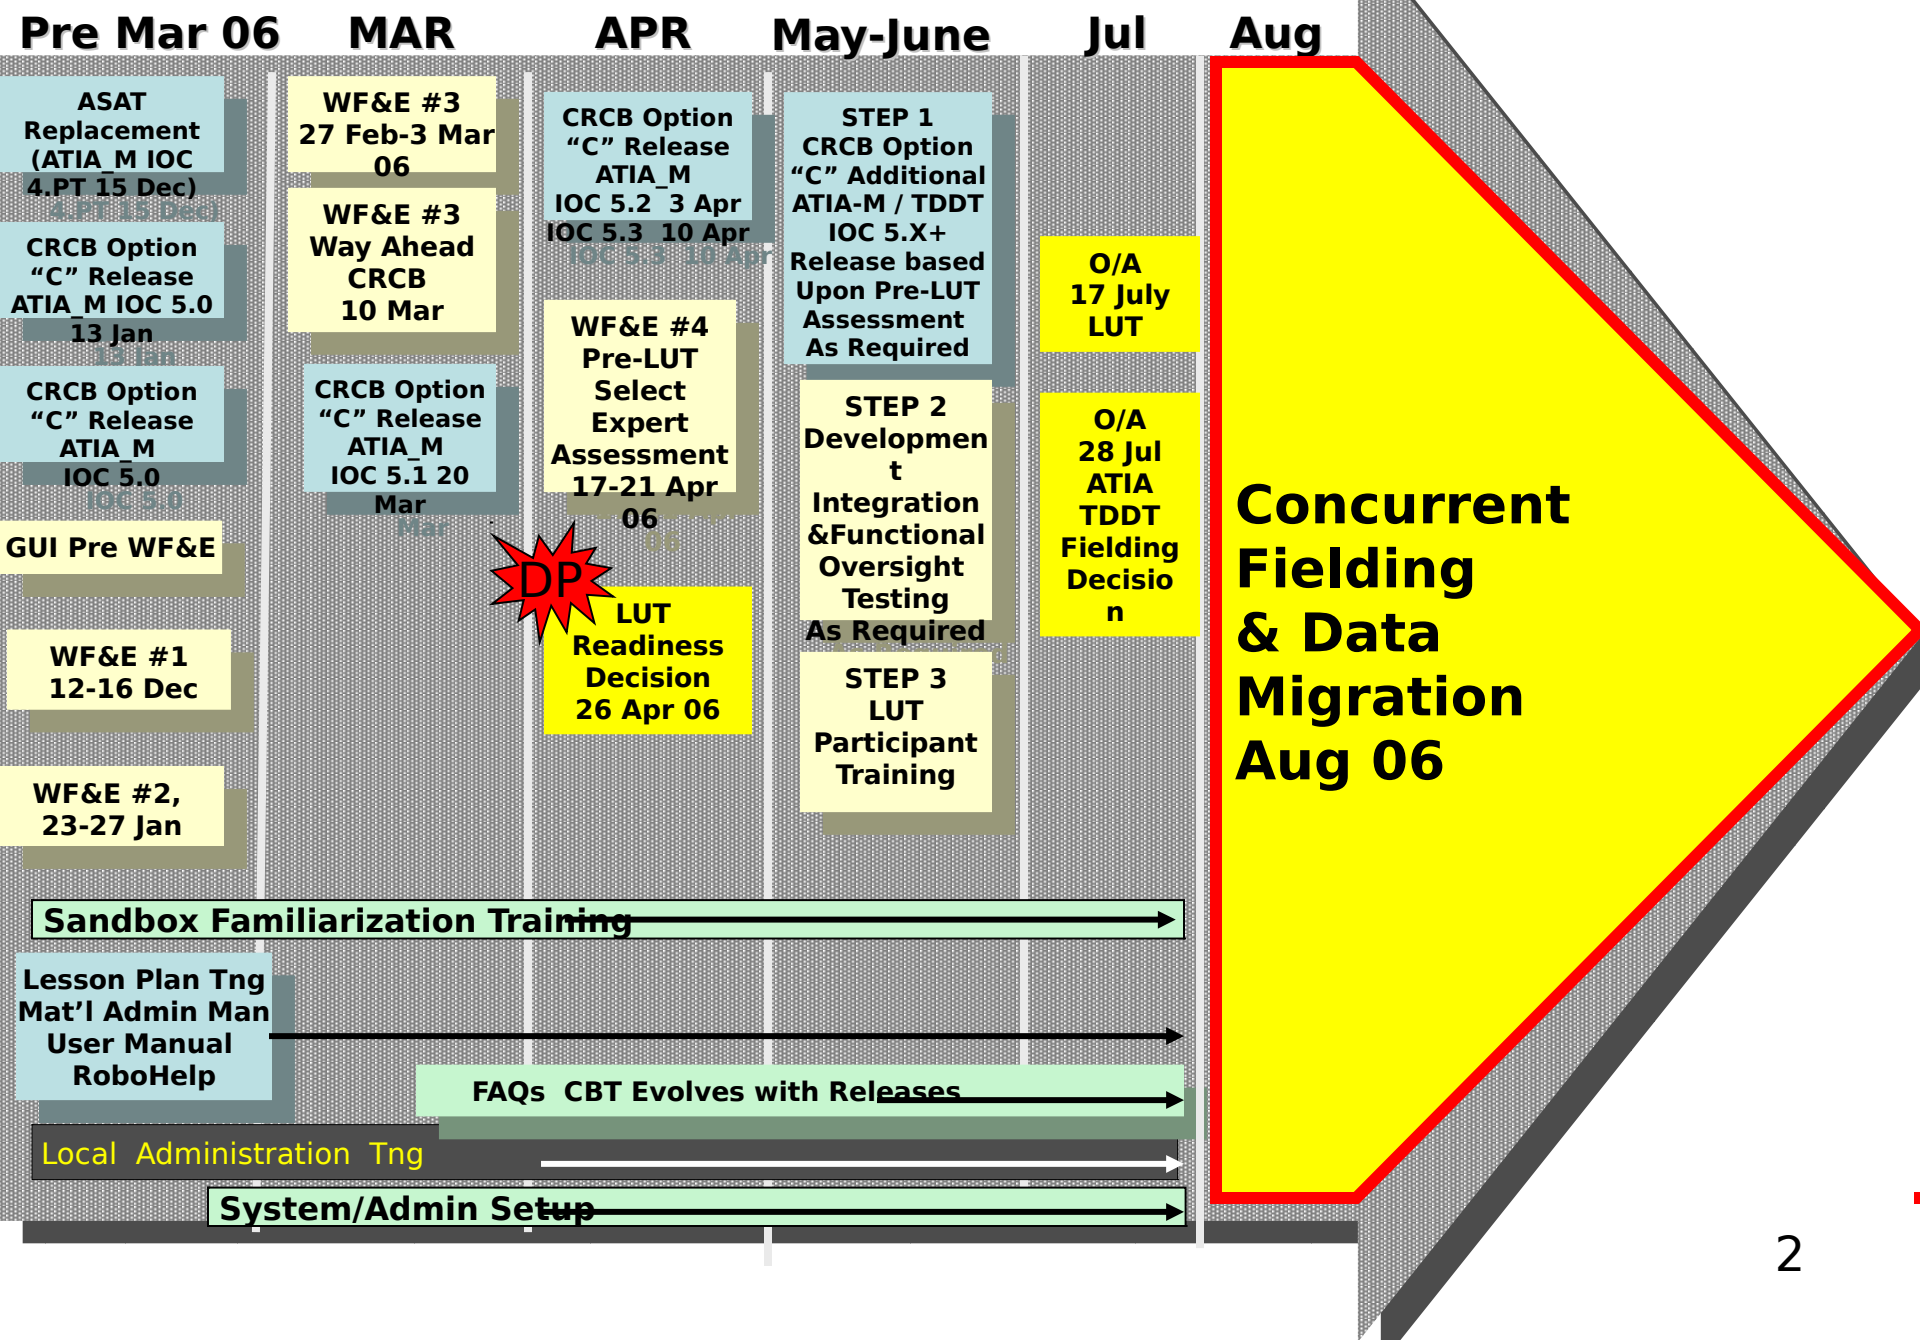 Pre Mar 06
MAR
APR
May-June
Jul
Aug
ASAT
Replacement
(ATIA_M IOC
4.PT 15 Dec)
CRCB Option
“C” Release
ATIA_M IOC 5.0
13 Jan
CRCB Option
“C” Release
ATIA_M
IOC 5.0
GUI Pre WF&E
WF&E #1
12-16 Dec
WF&E #2,
23-27 Jan
WF&E #3
27 Feb-3 Mar
06
WF&E #3
Way Ahead
CRCB
10 Mar
CRCB Option
“C” Release
ATIA_M
IOC 5.1 20
Mar
CRCB Option
“C” Release
ATIA_M
IOC 5.2  3 Apr
IOC 5.3  10 Apr
WF&E #4
Pre-LUT
Select
Expert
Assessment
17-21 Apr
06
DP
LUT
Readiness
Decision
26 Apr 06
STEP 1
CRCB Option
“C” Additional
ATIA-M / TDDT
IOC 5.X+
Release based
Upon Pre-LUT
Assessment
As Required
STEP 2
Developmen
t
Integration
&Functional
Oversight
Testing
As Required
STEP 3
LUT
Participant
Training
O/A
17 July
LUT
O/A
28 Jul
ATIA
TDDT
Fielding
Decisio
n
Concurrent
Fielding
& Data
Migration
Aug 06
Sandbox Familiarization Training
Lesson Plan Tng
Mat’l Admin Man
User Manual
RoboHelp
FAQs  CBT Evolves with Releases
Local  Administration  Tng
System/Admin Setup
2